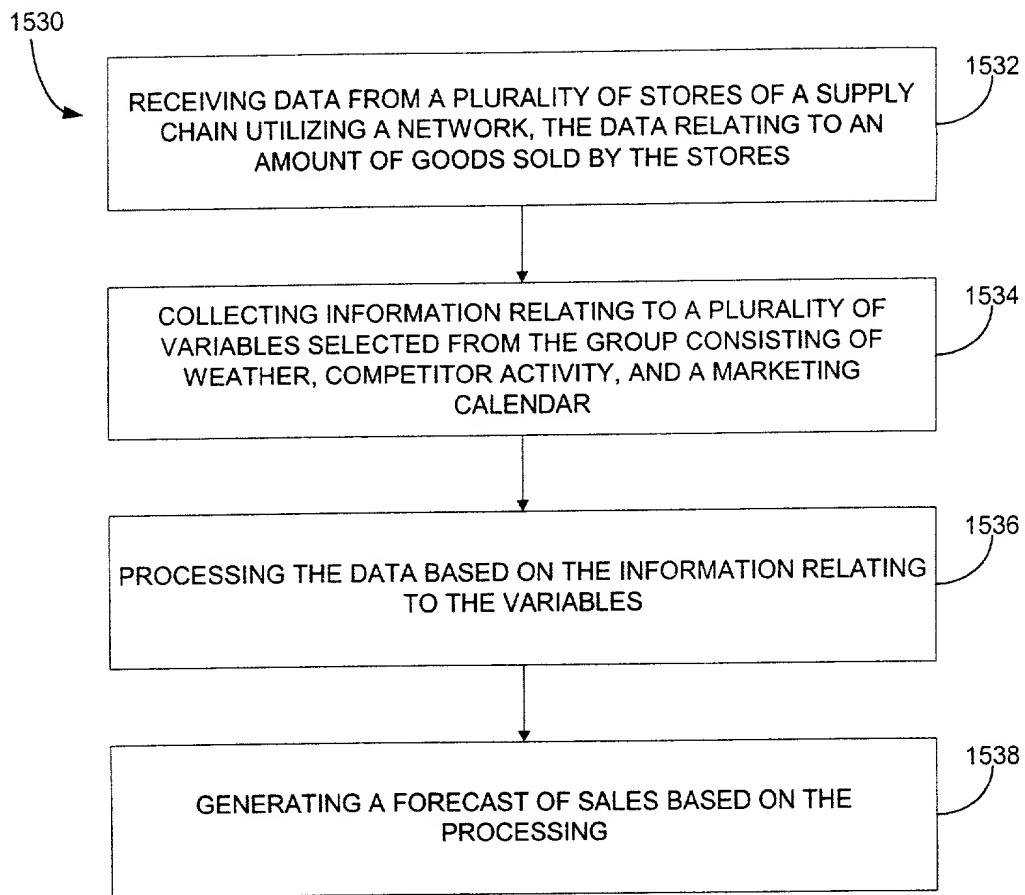 1530
1532
RECEIVING DATA FROM A PLURALITY OF STORES OF A SUPPLY
CHAIN UTILIZING A NETWORK, THE DATA RELATING TO AN
AMOUNT OF GOODS SOLD BY THE STORES
1534
COLLECTING INFORMATION RELATING TO A PLURALITY OF
VARIABLES SELECTED FROM THE GROUP CONSISTING OF
WEATHER, COMPETITOR ACTIVITY, AND A MARKETING
CALENDAR
1536
PROCESSING THE DATA BASED ON THE INFORMATION RELATING
TO THE VARIABLES
1538
GENERATING A FORECAST OF SALES BASED ON THE
PROCESSING